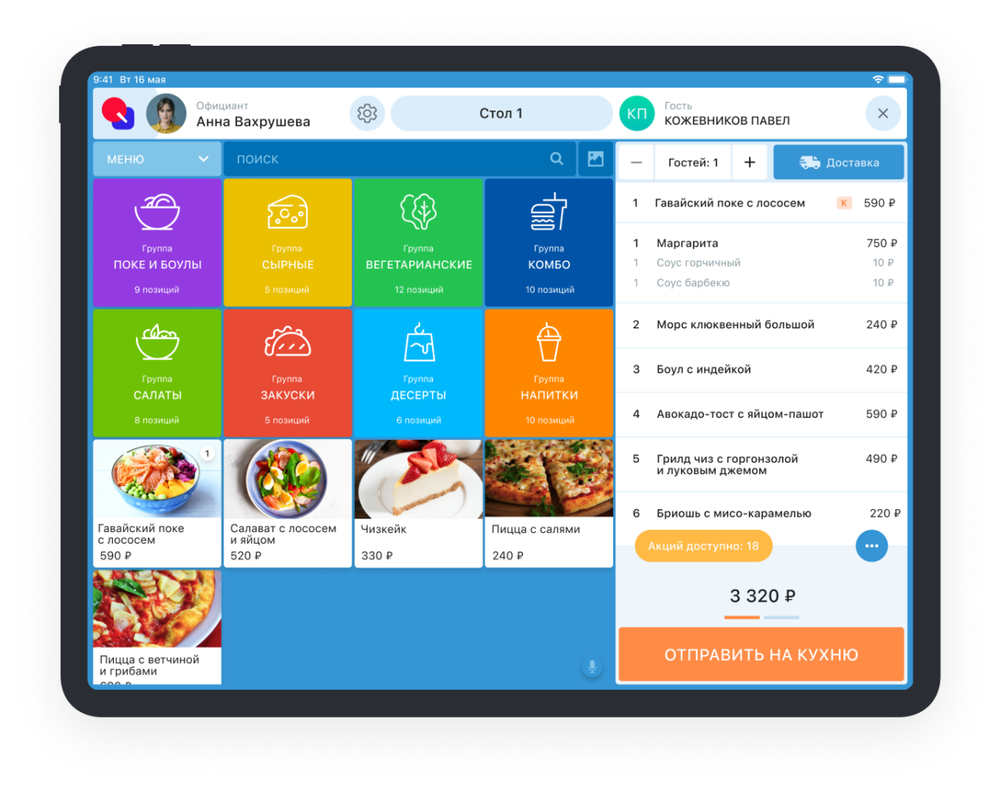 9:41 Вт 16 мая
Официант
Анна Вахрушева
Стол 1
КП
Гость
КОЖЕВНИКОВ ПАВЕЛ
МЕНЮ
ПОИСК
Гостей: 1
Доставка
Группа
ПОКЕ И БОУЛЫ
9 позиций
Группа
СЫРНЫЕ
5 позиций
Группа
ВЕГЕТАРИАНСКИЕ
12 позиций
Группа
КОМБО
10 позиций
Группа
САЛАТЫ
8 позиций
Группа
ЗАКУСКИ
5 позиций
Группа
ДЕСЕРТЫ
6 позиций
Группа
НАПИТКИ
10 позиций
1
Гавайский поке
с лососем
590 ₽
Салават с лососем
и яйцом
520 ₽
Чизкейк
330 ₽
Пицца с салями
240 ₽
Пицца с ветчиной
и грибами
1 Гавайский поке с лососем К 590 ₽
1 Маргарита 750 ₽
1 Соус горчичный 10 ₽
1 Соус барбекю 10 ₽
2 Морс клюквенный большой 240 ₽
3 Боул с индейкой 420 ₽
4 Авокадо-тост с яйцом-пашот 590 ₽
5 Грилд чиз с горгонзолой 490 ₽
и луковым джемом
6 Бриошь с мисо-карамелью 220 ₽
Акций доступно: 18
3 320 ₽
ОТПРАВИТЬ НА КУХНЮ